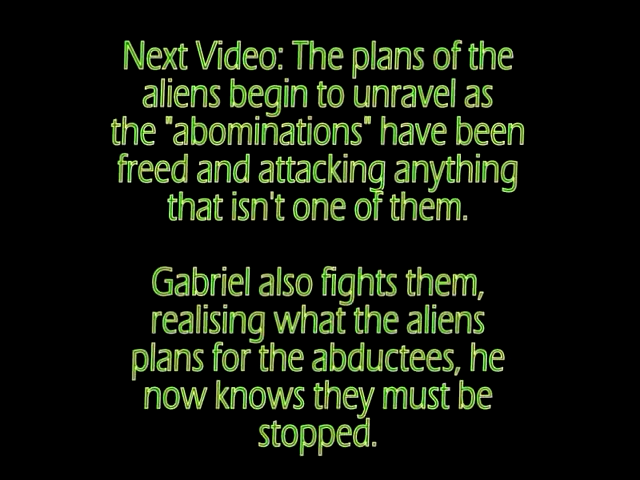 Next Video: The plans of the
aliens begin to unravel as
the "abominations" have been
freed and attacking anything
that isn't one of them.
Gabriel also fights them,
realising what the aliens
plans for the abductees, he
now knows they must be
stopped.